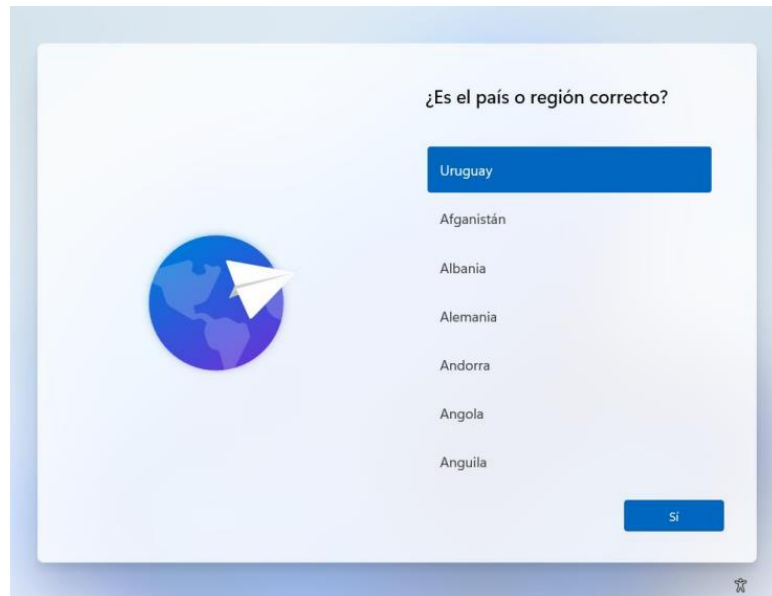 ¿Es el país o región correcto?
Uruguay
Afganistán
Albania
Alemania
Andorra
Angola
Anguila
Sí